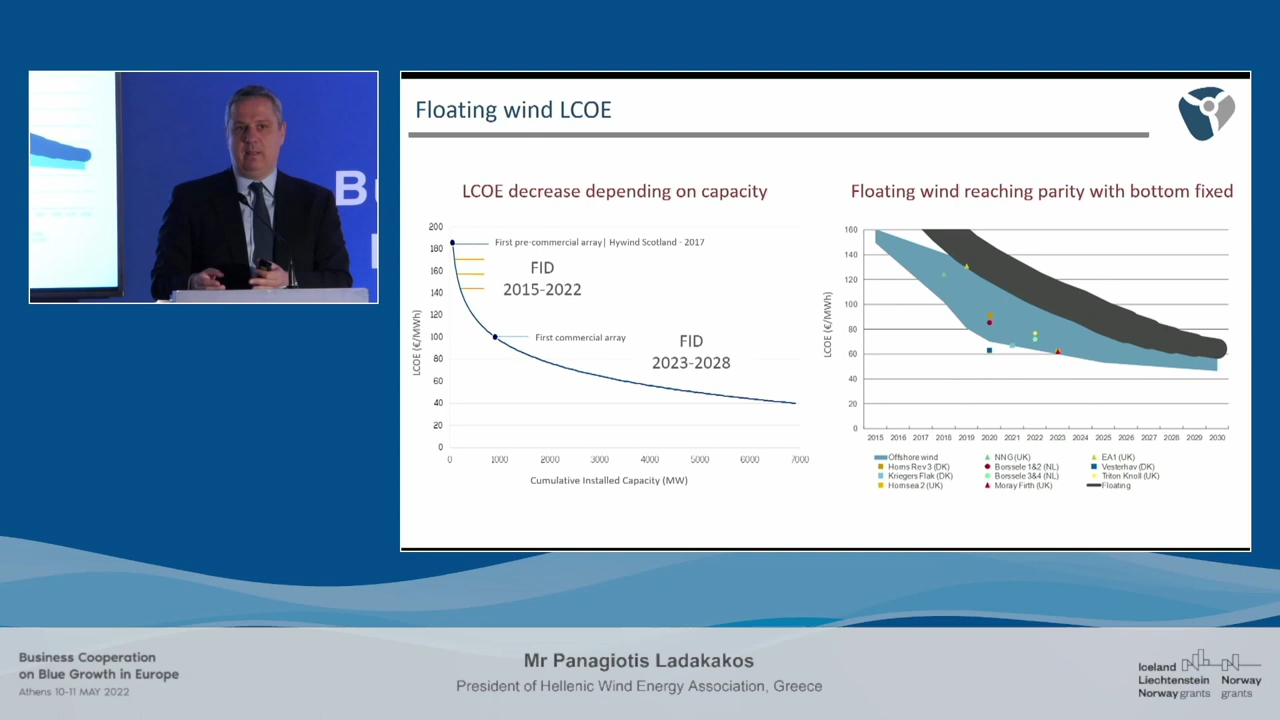 Floating wind LCOE
LCOE decrease depending on capacity
200
180
160
140
120
100
80
60
40
20
0
LCOE (€/MWh)
First pre-commercial array| Hywind Scotland - 2017
FID
2015-2022
First commercial array
FID
2023-2028
0 1000 2000 3000 4000 5000 6000 7000
Cumulative Installed Capacity (MW)
Floating wind reaching parity with bottom fixed
160
140
120
100
80
60
40
20
0
LCOE (€/MWh)
2015 2016 2017 2018 2019 2020 2021 2022 2023 2024 2025 2026 2027 2028 2029 2030
Offshore wind NNG (UK) EA1 (UK)
Horns Rev 3 (DK) Borssele 1&2 (NL) Vesterhav (DK)
Kriegers Flak (DK) Borssele 3&4 (NL) Triton Knoll (UK)
Hornsea 2 (UK) Moray Firth (UK) Floating
Business Cooperation
on Blue Growth in Europe
Athens 10-11 MAY 2022
Mr Panagiotis Ladakakos
President of Hellenic Wind Energy Association, Greece
Iceland
Liechtenstein Norway
Norway grants grants